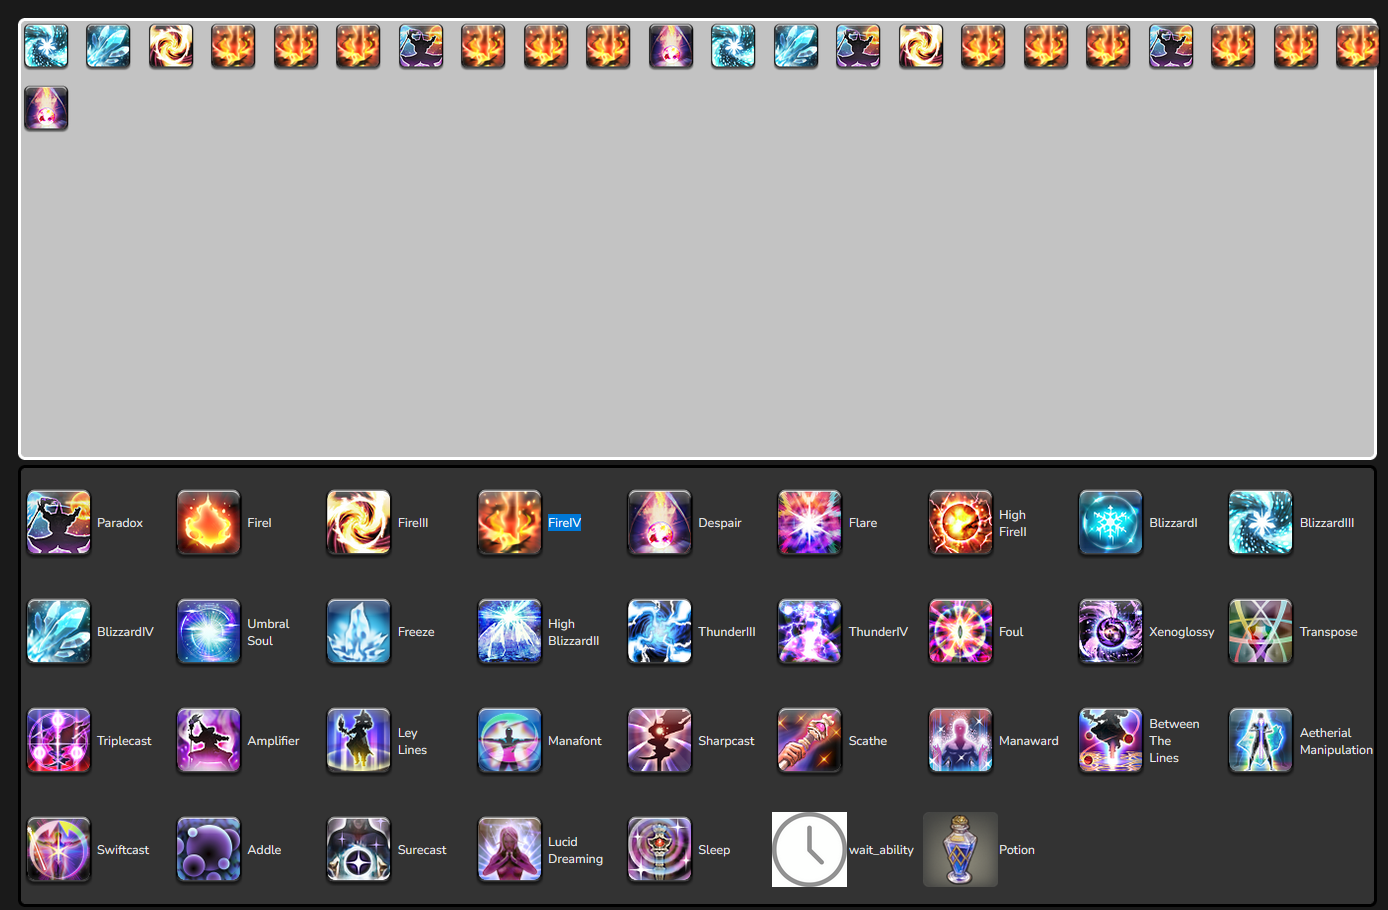 Paradox
FireI
FireIII
FireIV
Despair
Flare
High
FireII
BlizzardI
BlizzardIII
BlizzardIV
Umbral
Soul
Freeze
High
BlizzardII
ThunderIII
ThunderIV
Foul
Xenoglossy
Transpose
Triplecast
Amplifier
Ley
Lines
Manafont
Sharpcast
Scathe
Manaward
Between
The
Lines
Aetherial
Manipulation
Swiftcast
Addle
Surecast
Lucid
Dreaming
Sleep
wait_ability
Potion